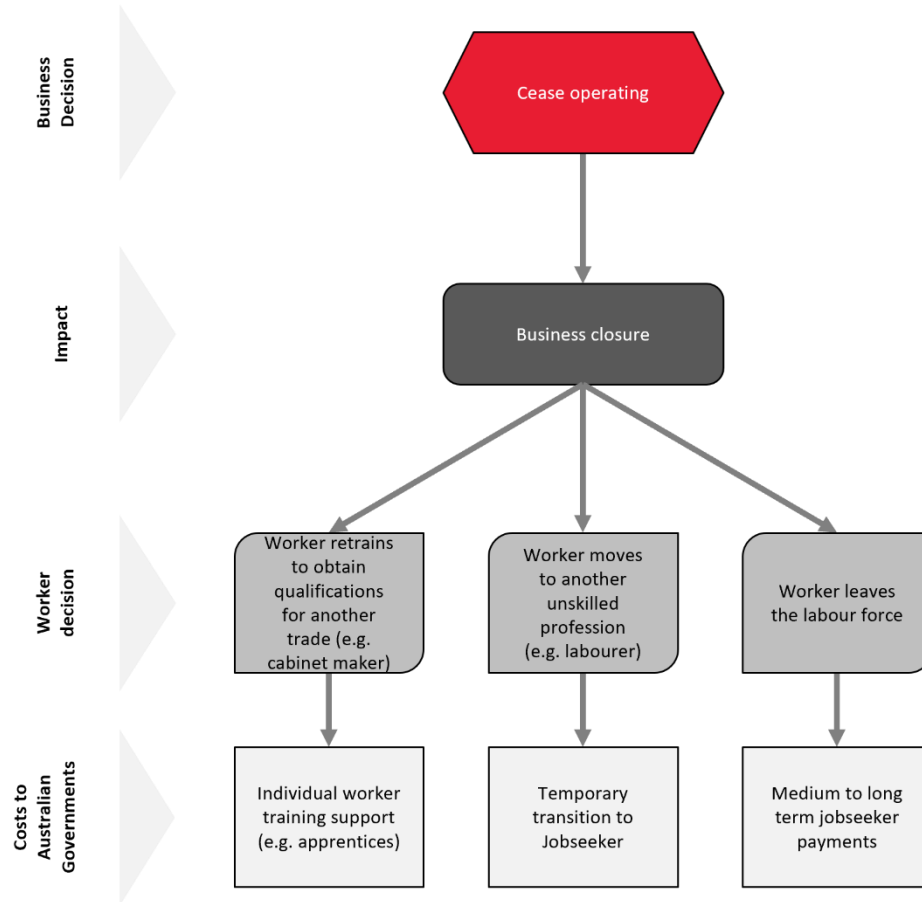 Business
Decision
Cease operating
Impact
Business closure
Worker
decision
Worker retrains
to obtain
qualifications
for another
trade (e.g.
cabinet maker)
Worker moves
to another
unskilled
profession
(e.g. labourer)
Worker leaves
the labour force
Costs to
Australian
Governments
Individual worker
training support
(e.g. apprentices)
Temporary
transition to
Jobseeker
Medium to long
term jobseeker
payments